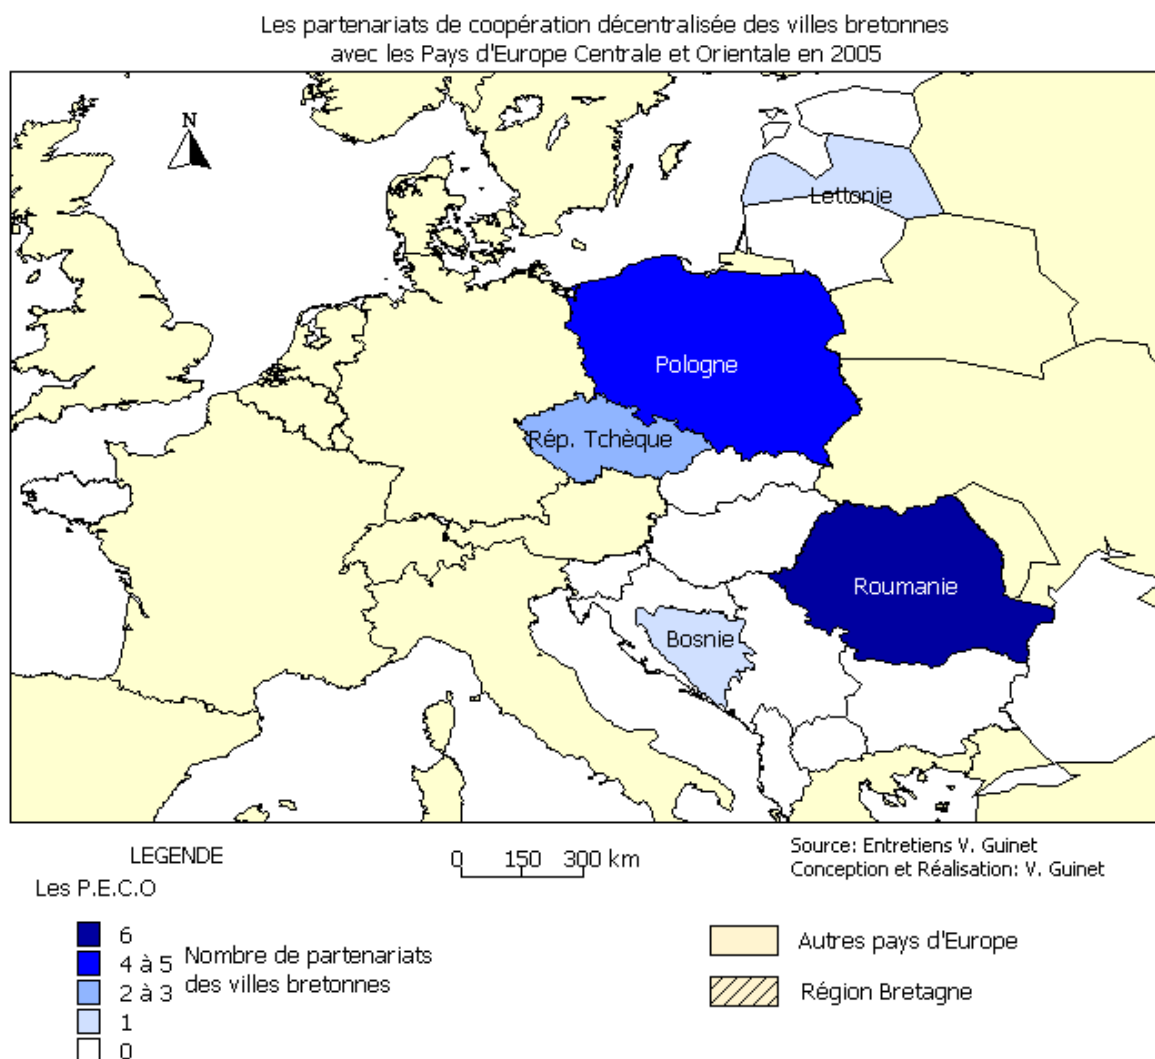 Les partenariats de coopération décentralisée des villes bretonnes
avec les Pays d'Europe Centrale et Orientale en 2005
N
Lettonie
Pologne
Rép. Tchèque
Roumanie
Bosnie
LEGENDE
0 150 300 km
Source: Entretiens V. Guinet
Conception et Réalisation: V. Guinet
Les P.E.C.O
6
4 à 5
2 à 3
1
0
Nombre de partenariats
des villes bretonnes
Autres pays d'Europe
Région Bretagne